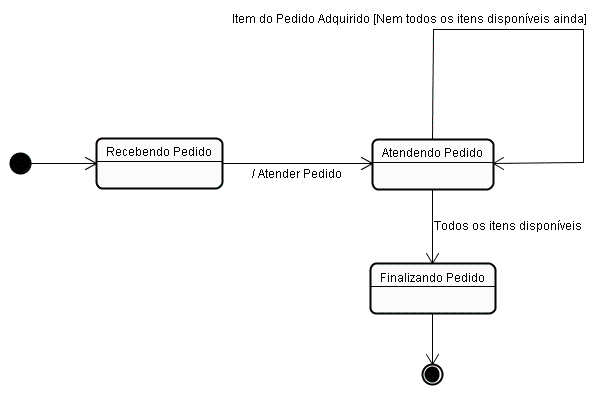 Item do Pedido Adquirido [Nem todos os itens disponíveis ainda]
Recebendo Pedido
/ Atender Pedido
Atendendo Pedido
Todos os itens disponíveis
Finalizando Pedido